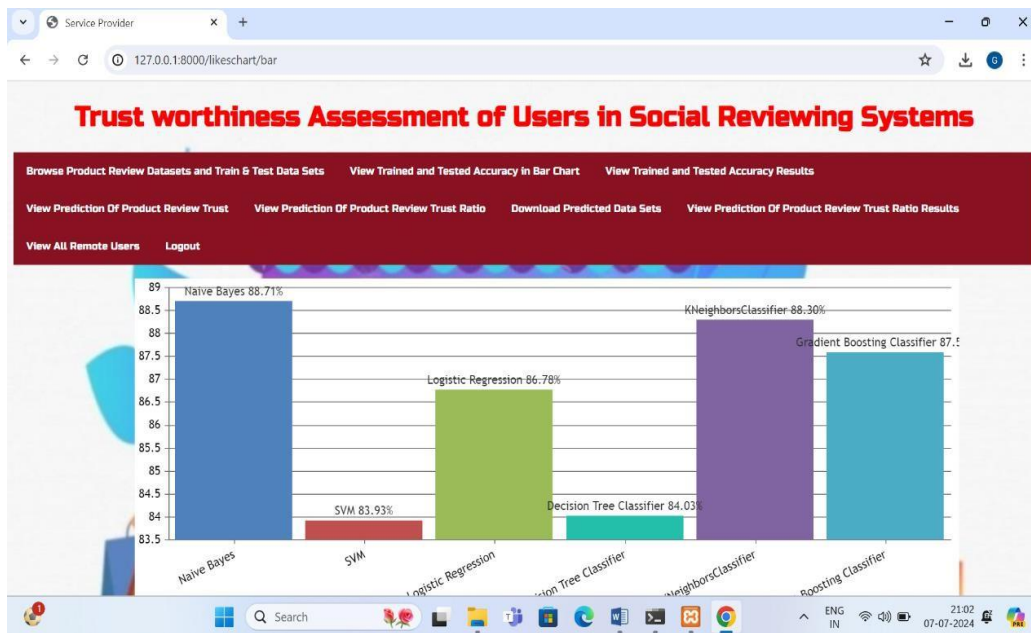 Service Provider
127.0.0.1:8000/likeschart/bar
G
Trust worthiness Assessment of Users in Social Reviewing Systems
Browse Product Review Datasets and Train & Test Data Sets View Trained and Tested Accuracy in Bar Chart View Trained and Tested Accuracy Results
View Prediction Of Product Review Trust View Prediction Of Product Review Trust Ratio Download Predicted Data Sets View Prediction Of Product Review Trust Ratio Results
View All Remote Users Logout
89
Naive Bayes 88.71%
88.5
KNeighborsClassifier 88.30%
88
Gradient Boosting Classifier 87.5
87.5
87
Logistic Regression 86.78%
86.5
86
85.5
85
84.5
Decision Tree Classifier 84.03%
SVM 83.93%
84
83.5
Naive Bayes
SVM
Logistic Regression
ision Tree Classifier
NeighborsClassifier
Boosting Classifier
1
Search
ENG
IN
21:02
07-07-2024
PRE